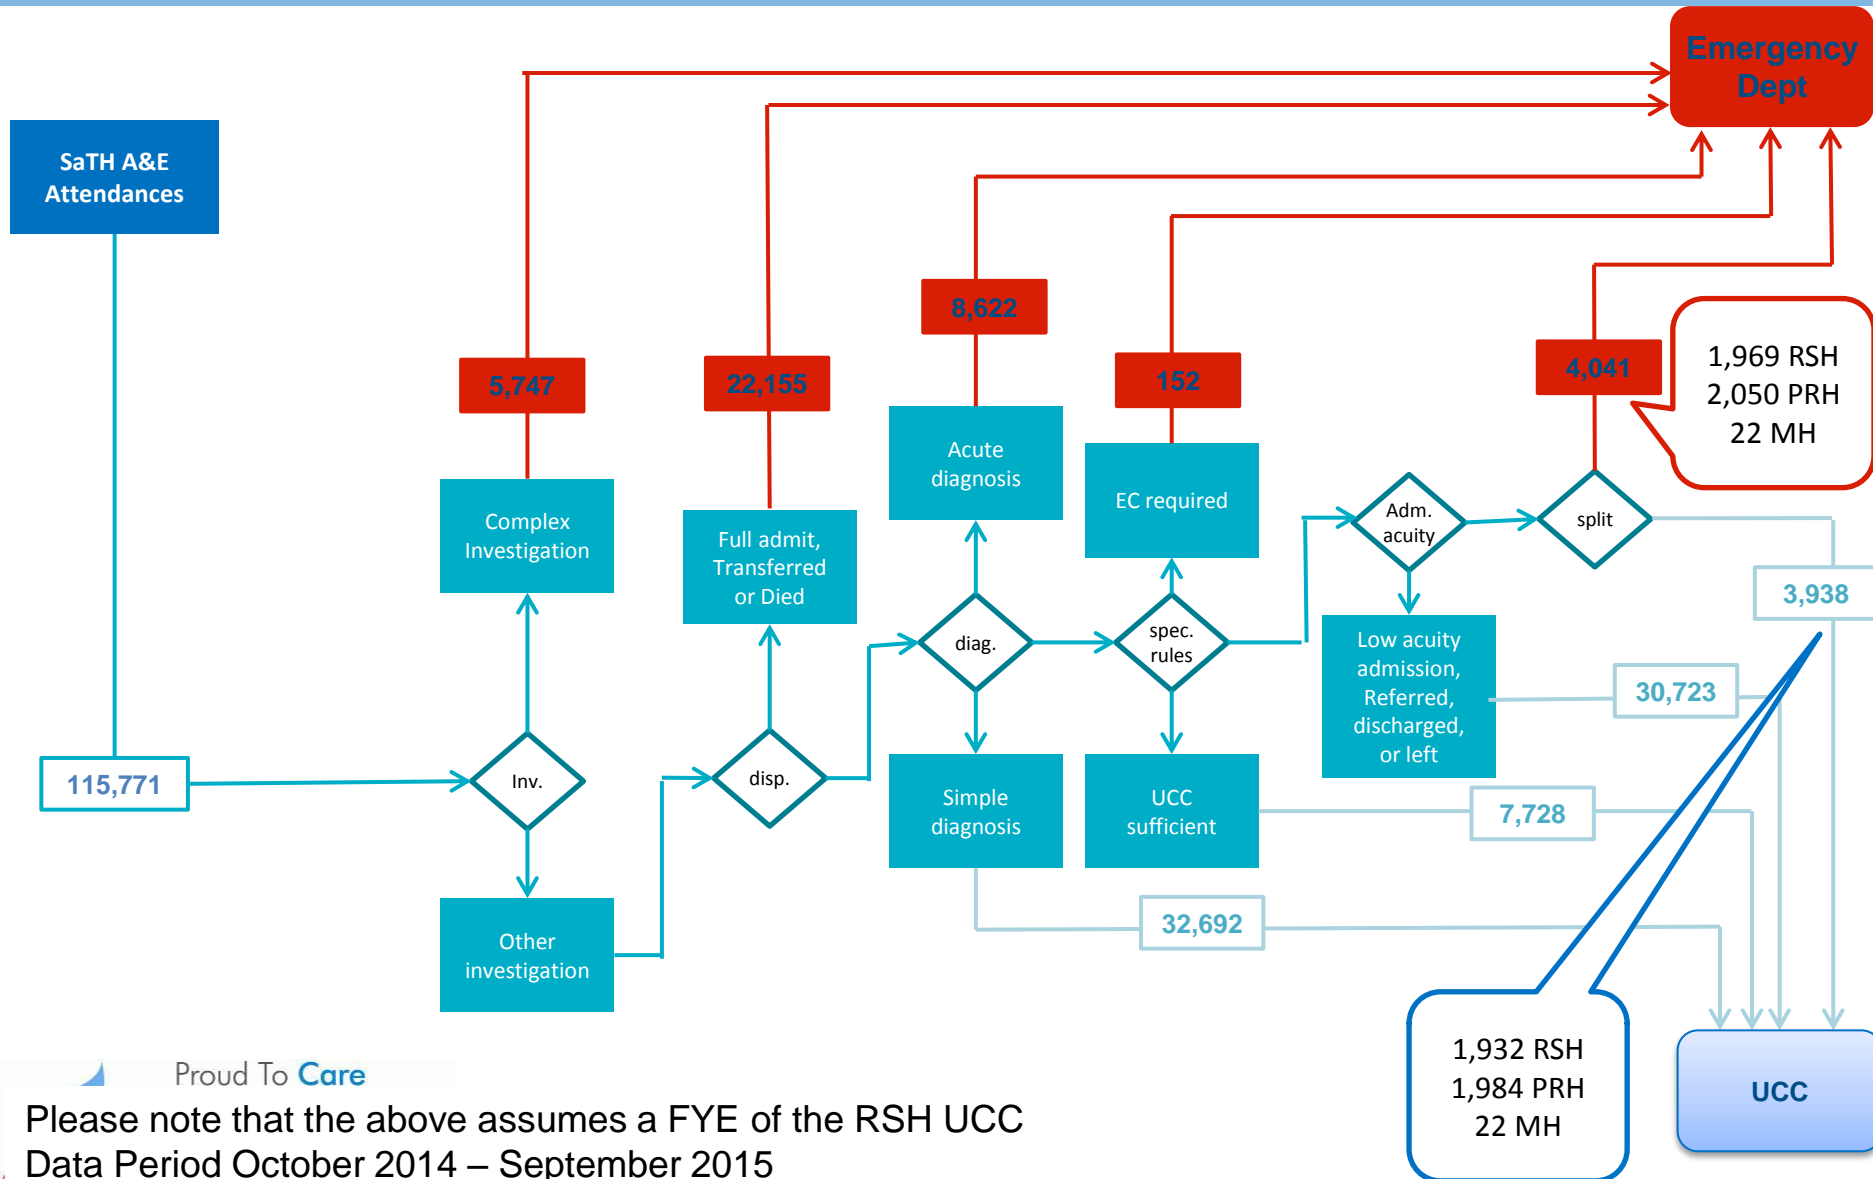 Emergency
Dept
SaTH A&E
Attendances
8,622
5,747
22,155
152
4,041
1,969 RSH
2,050 PRH
22 MH
Acute
diagnosis
EC required
Complex
Investigation
Full admit,
Transferred
or Died
Adm.
acuity
split
3,938
diag.
spec.
rules
Low acuity
admission,
Referred,
discharged,
or left
30,723
115,771
Inv.
disp.
Simple
diagnosis
UCC
sufficient
7,728
32,692
Other
investigation
1,932 RSH
1,984 PRH
22 MH
UCC
Proud To Care
Please note that the above assumes a FYE of the RSH UCC
Data Period October 2014 – September 2015